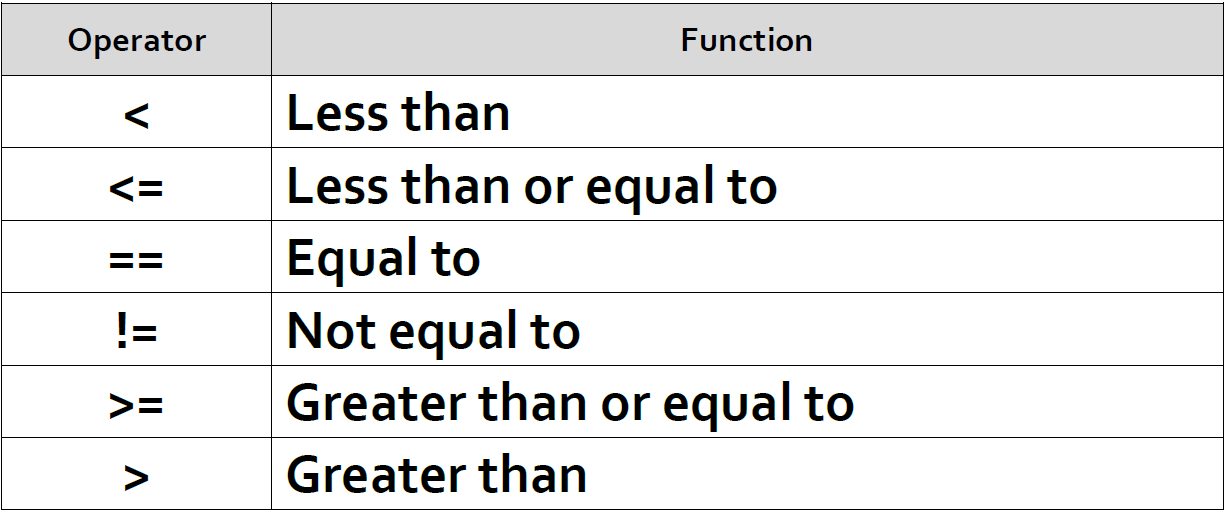 Operator Function
< Less than
<= Less than or equal to
== Equal to
!= Not equal to
>= Greater than or equal to
> Greater than